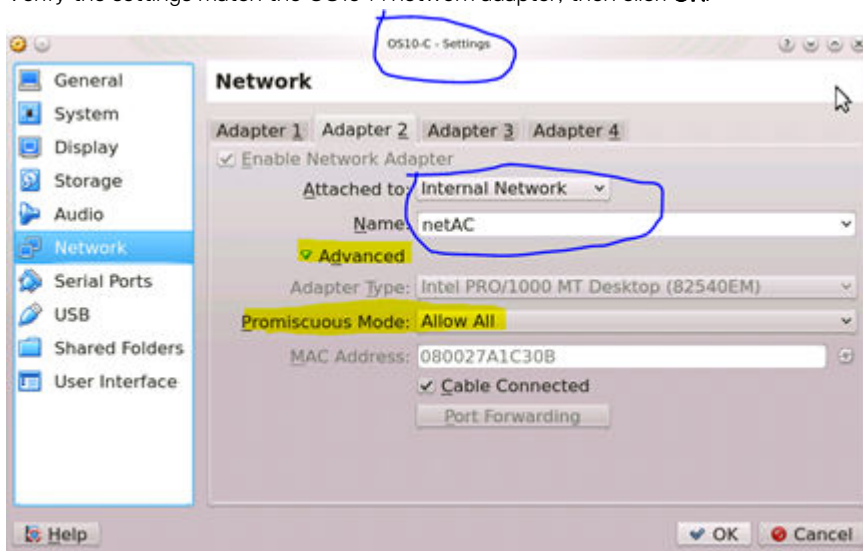 OS10-C - Settings
General
System
Display
Storage
Audio
Network
Serial Ports
USB
Shared Folders
User Interface
Network
Adapter 1 Adapter 2 Adapter 3 Adapter 4
Enable Network Adapter
Attached to: Internal Network
Name: netAC
Advanced
Adapter Type: Intel PRO/1000 MT Desktop (82540EM)
Promiscuous Mode: Allow All
MAC Address: 080027A1C30B
Cable Connected
Port Forwarding
Help
OK Cancel